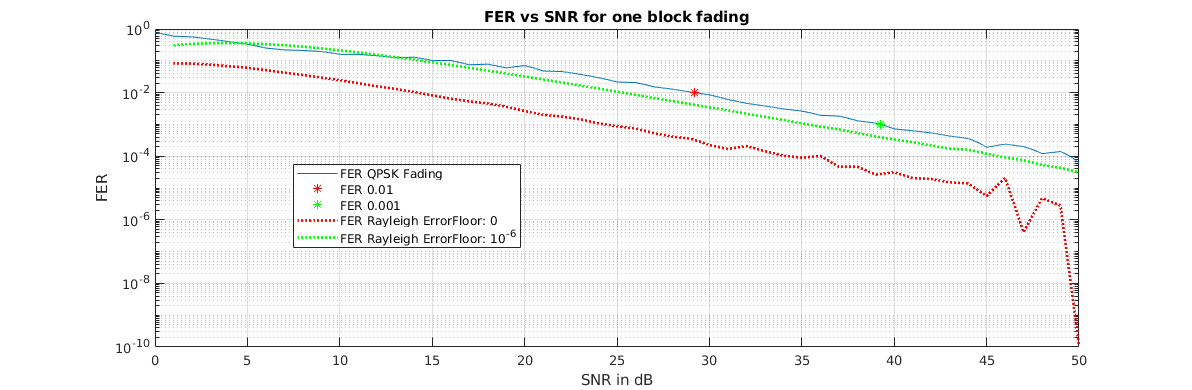 FER vs SNR for one block fading
10^0
10^-2
10^-4
10^-6
10^-8
10^-10
FER
FER QPSK Fading
FER 0.01
FER 0.001
FER Rayleigh ErrorFloor: 0
FER Rayleigh ErrorFloor: 10^-6
0 5 10 15 20 25 30 35 40 45 50
SNR in dB